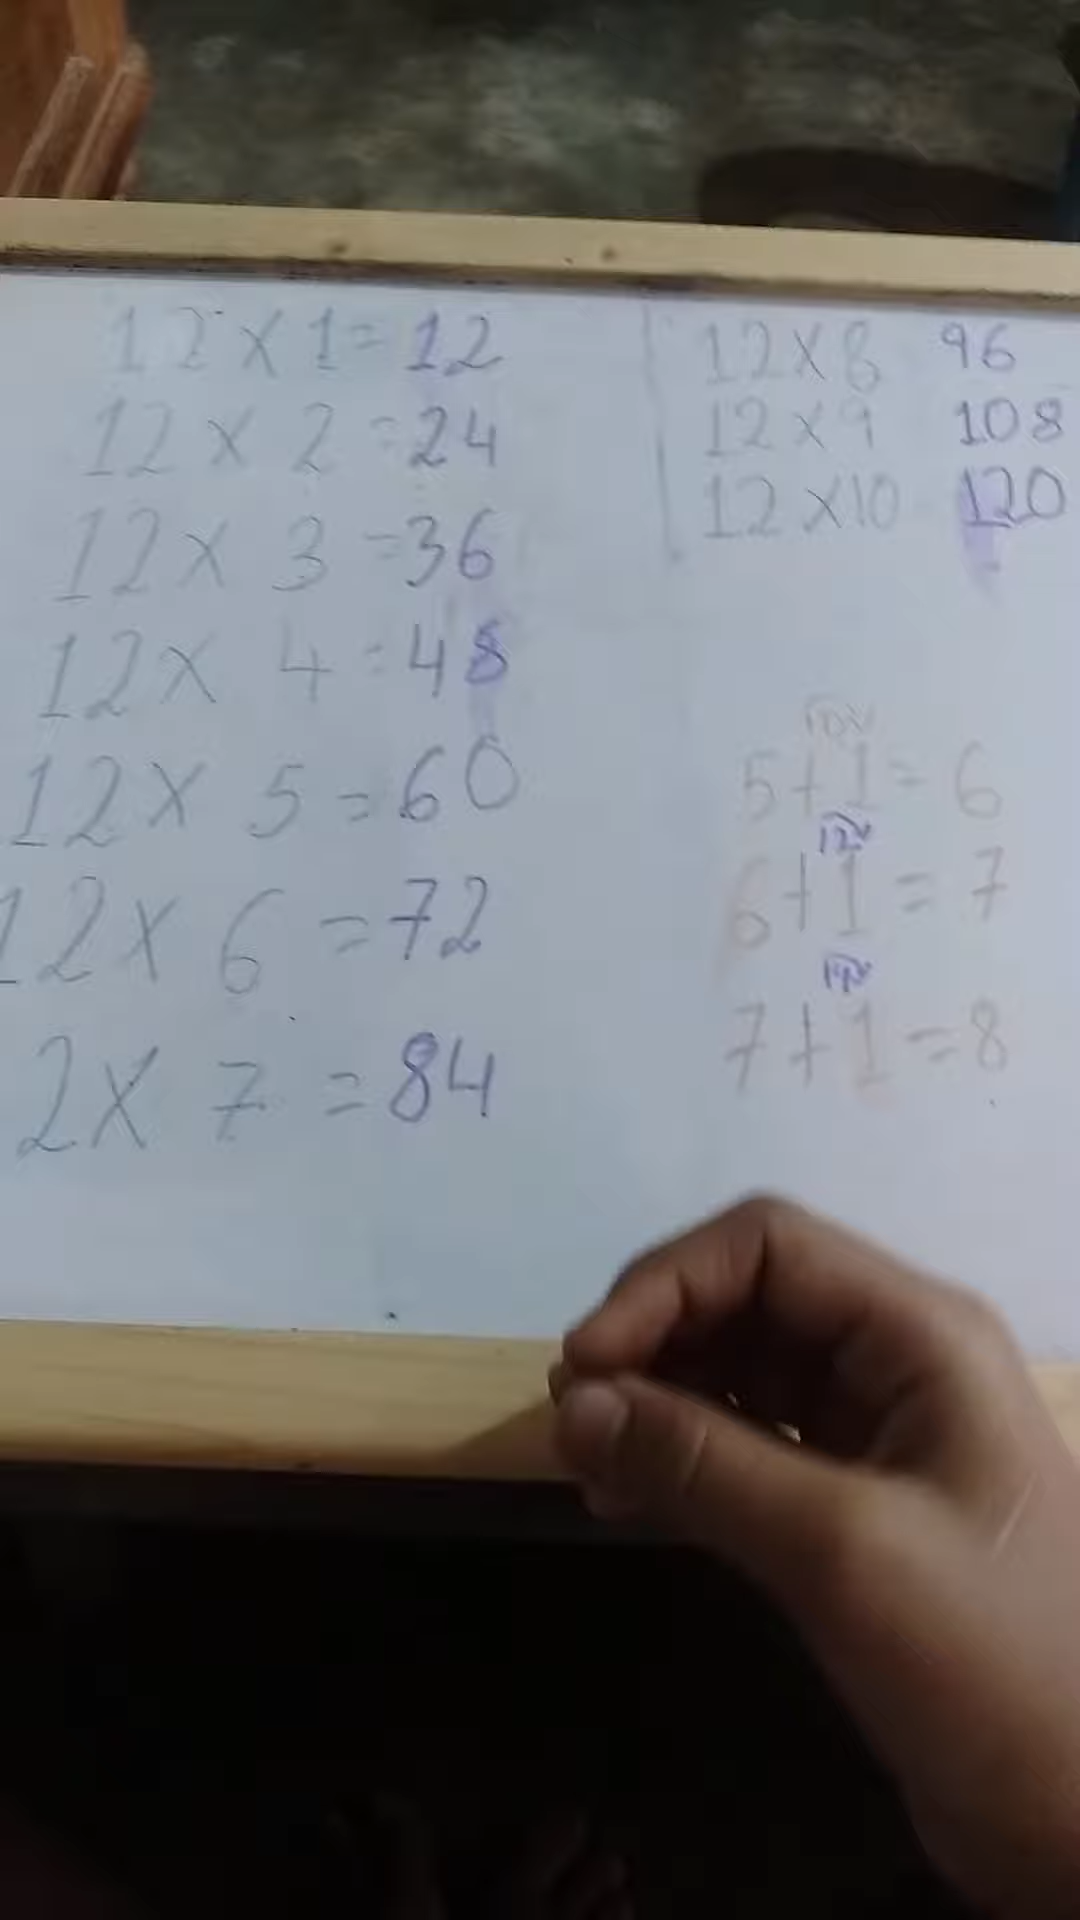 12 x 1 = 12
12 x 2 = 24
12 x 3 = 36
12 x 4 = 48
12 x 5 = 60
12 x 6 = 72
2 x 7 = 84
12 x 8 96
12 x 9 108
12 x 10 120
5 + 1 = 6
6 + 1 = 7
7 + 1 = 8